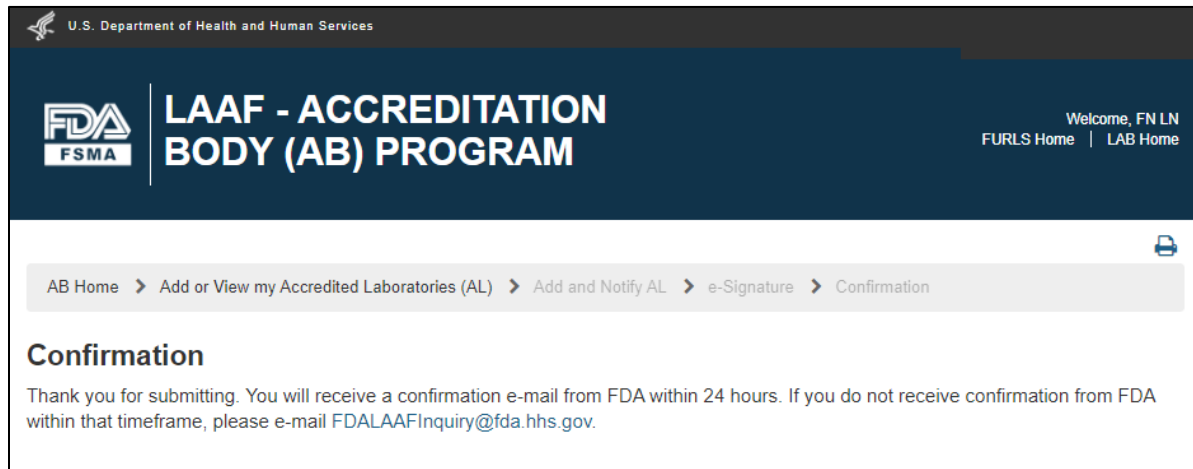 U.S. Department of Health and Human Services
FDA
FSMA
LAAF - ACCREDITATION
BODY (AB) PROGRAM
Welcome, FN LN
FURLS Home | LAB Home
AB Home > Add or View my Accredited Laboratories (AL) > Add and Notify AL > e-Signature > Confirmation
Confirmation
Thank you for submitting. You will receive a confirmation e-mail from FDA within 24 hours. If you do not receive confirmation from FDA
within that timeframe, please e-mail FDALAAFInquiry@fda.hhs.gov.